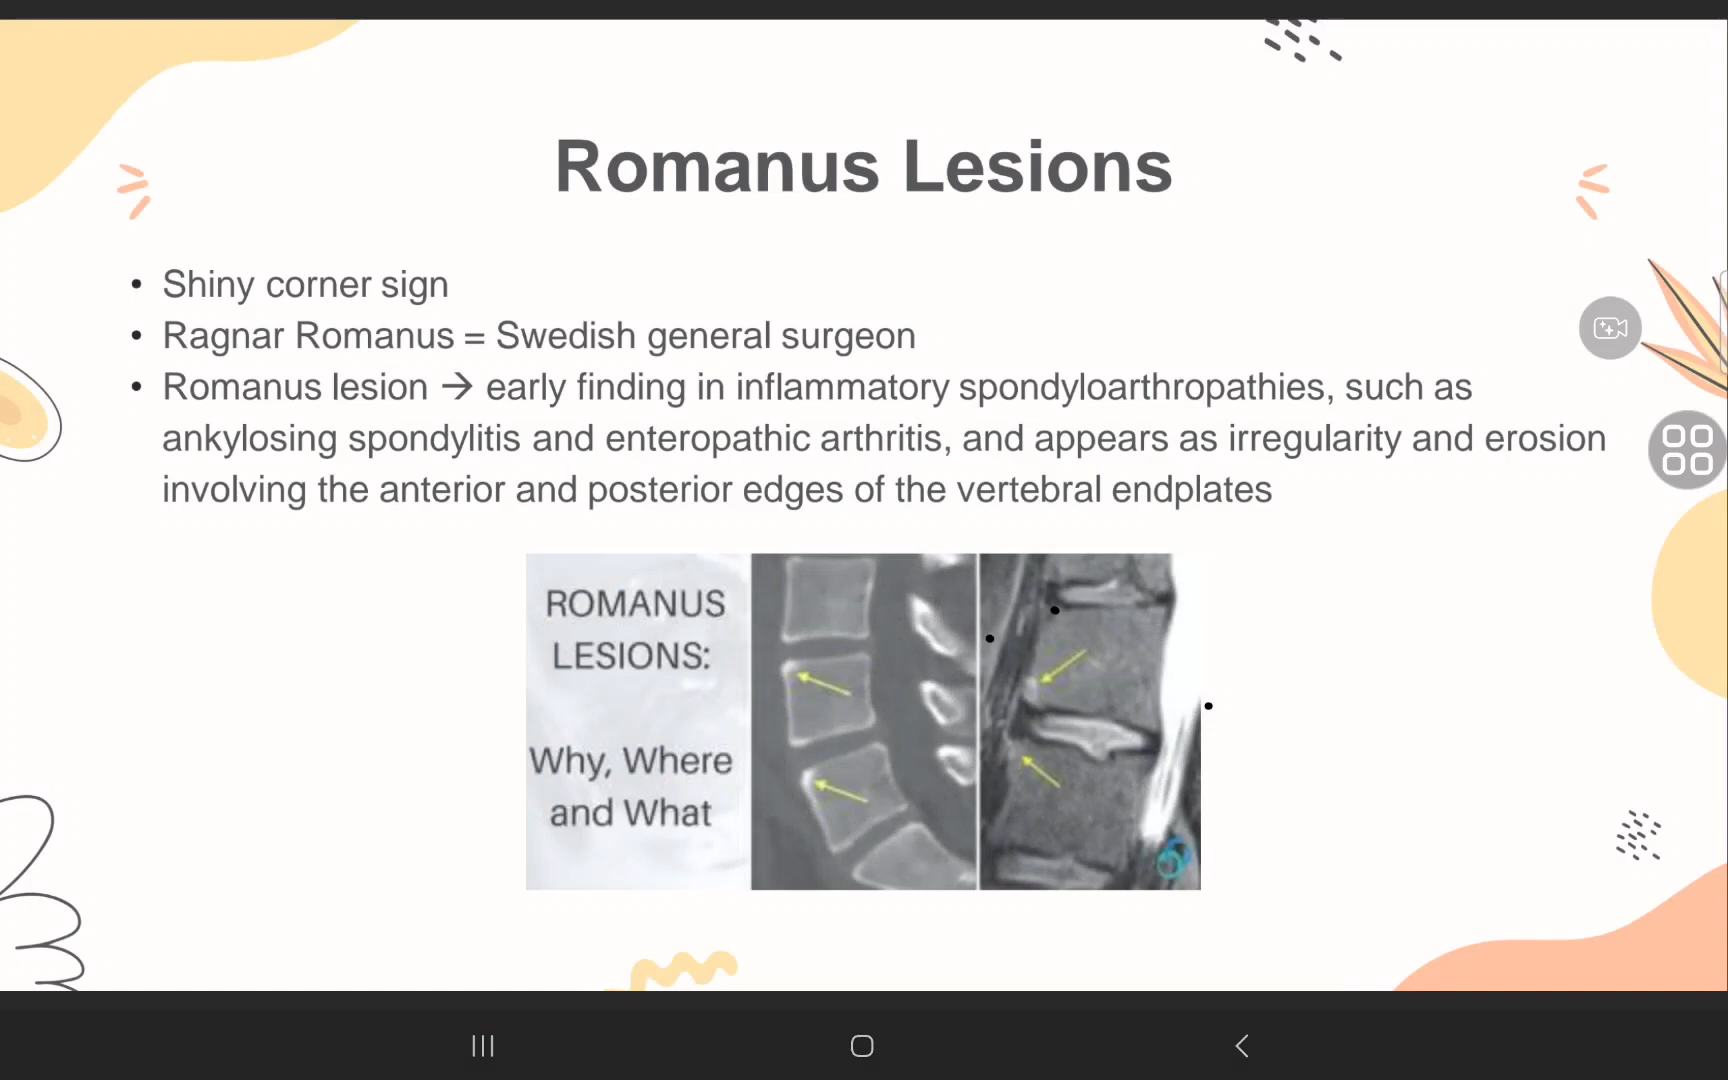 Romanus Lesions
• Shiny corner sign
• Ragnar Romanus = Swedish general surgeon
• Romanus lesion → early finding in inflammatory spondyloarthropathies, such as
ankylosing spondylitis and enteropathic arthritis, and appears as irregularity and erosion
involving the anterior and posterior edges of the vertebral endplates
ROMANUS
LESIONS:
Why, Where
and What